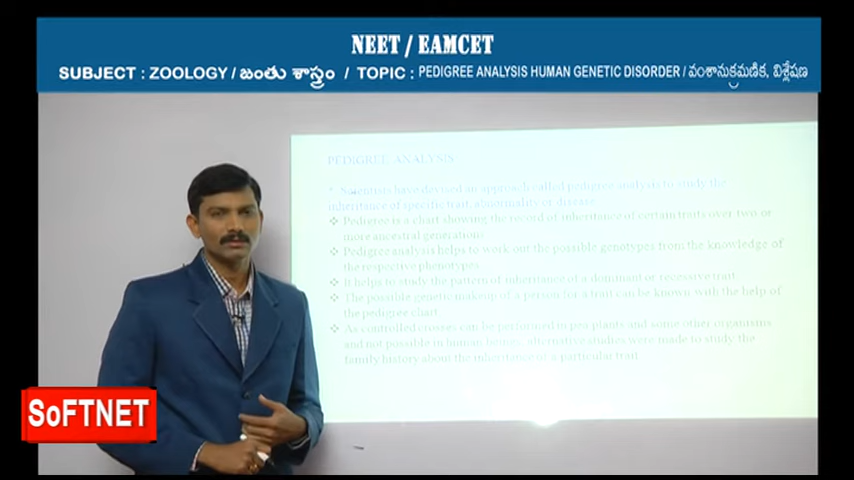 NEET / EAMCET
SUBJECT : ZOOLOGY / జంతు శాస్త్రం / TOPIC : PEDIGREE ANALYSIS HUMAN GENETIC DISORDER / వంశానుక్రమణిక, విశ్లేషణ
PEDIGREE ANALYSIS
* Scientists have devised an approach called pedigree analysis to study the
inheritance of specific trait, abnormality or disease.
❖ Pedigree is a chart showing the record of inheritance of certain traits over two or
more ancestral generations
❖ Pedigree analysis helps to work out the possible genotypes from the knowledge of
the respective phenotypes
❖ It helps to study the pattern of inheritance of a dominant or recessive trait
❖ The possible genetic makeup of a person for a trait can be known with the help of
the pedigree chart
❖ As controlled crosses can be performed in pea plants and some other organisms
and not possible in human beings, alternative studies were made to study the
family history about the inheritance of a particular trait
SoFTNET